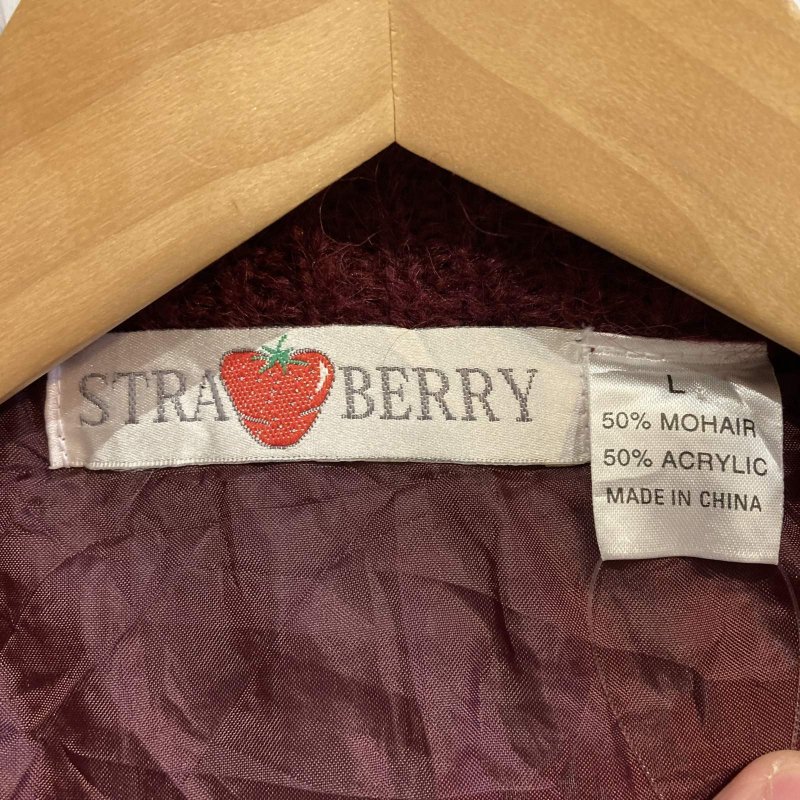 STRA BERRY
L
50% MOHAIR
50% ACRYLIC
MADE IN CHINA